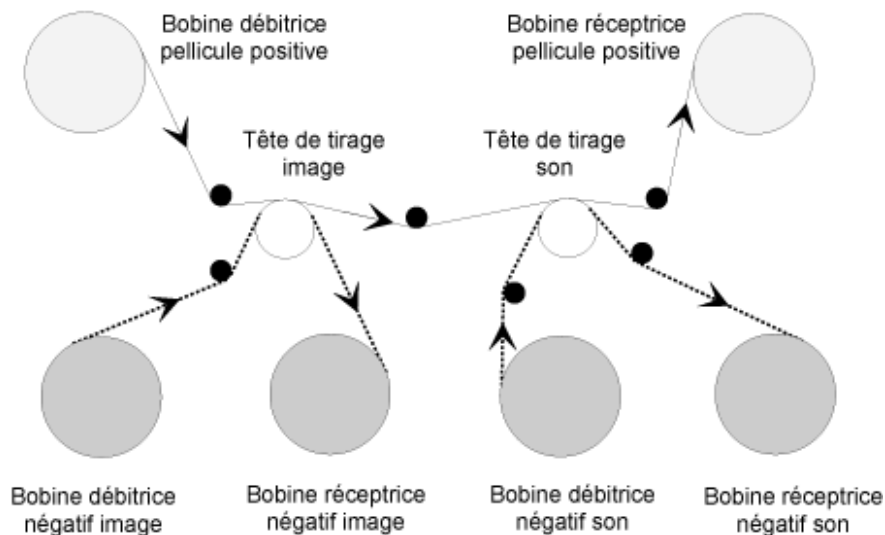 Bobine débitrice
pellicule positive
Bobine réceptrice
pellicule positive
Tête de tirage
image
Tête de tirage
son
Bobine débitrice
négatif image
Bobine réceptrice
négatif image
Bobine débitrice
négatif son
Bobine réceptrice
négatif son